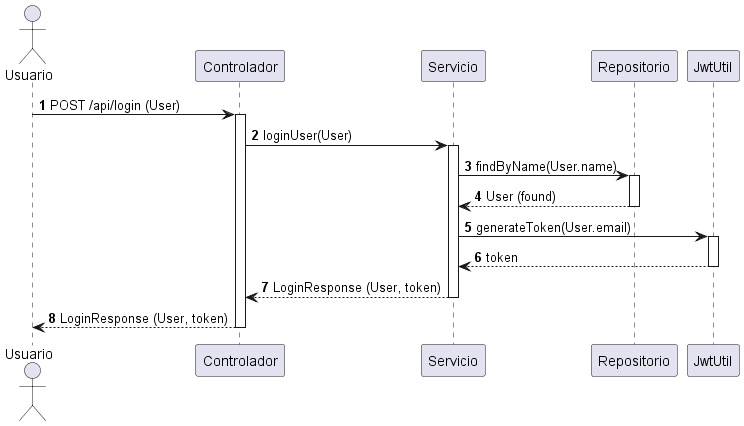 Usuario
Controlador
Servicio
Repositorio
JwtUtil
1 POST /api/login (User)
2 loginUser(User)
3 findByName(User.name)
4 User (found)
5 generateToken(User.email)
6 token
7 LoginResponse (User, token)
8 LoginResponse (User, token)
Usuario
Controlador
Servicio
Repositorio
JwtUtil